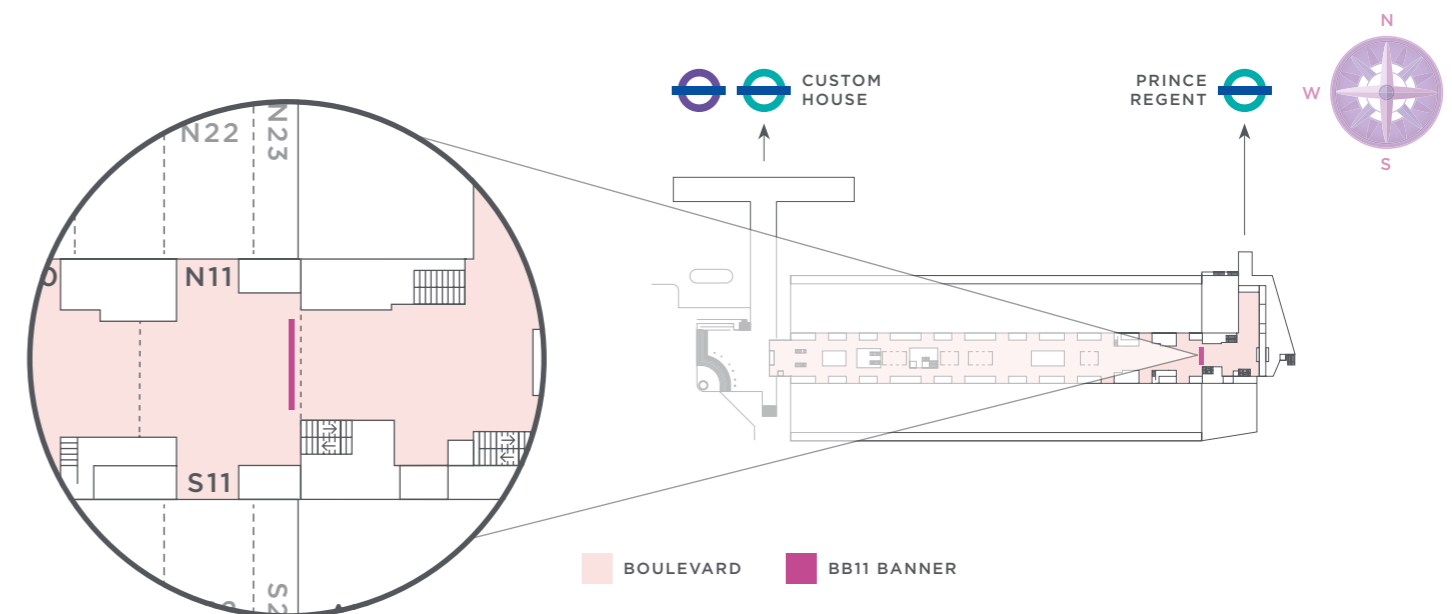 N
CUSTOM
HOUSE
PRINCE
REGENT
W
S
N22
N23
N11
S11
BOULEVARD
BB11 BANNER